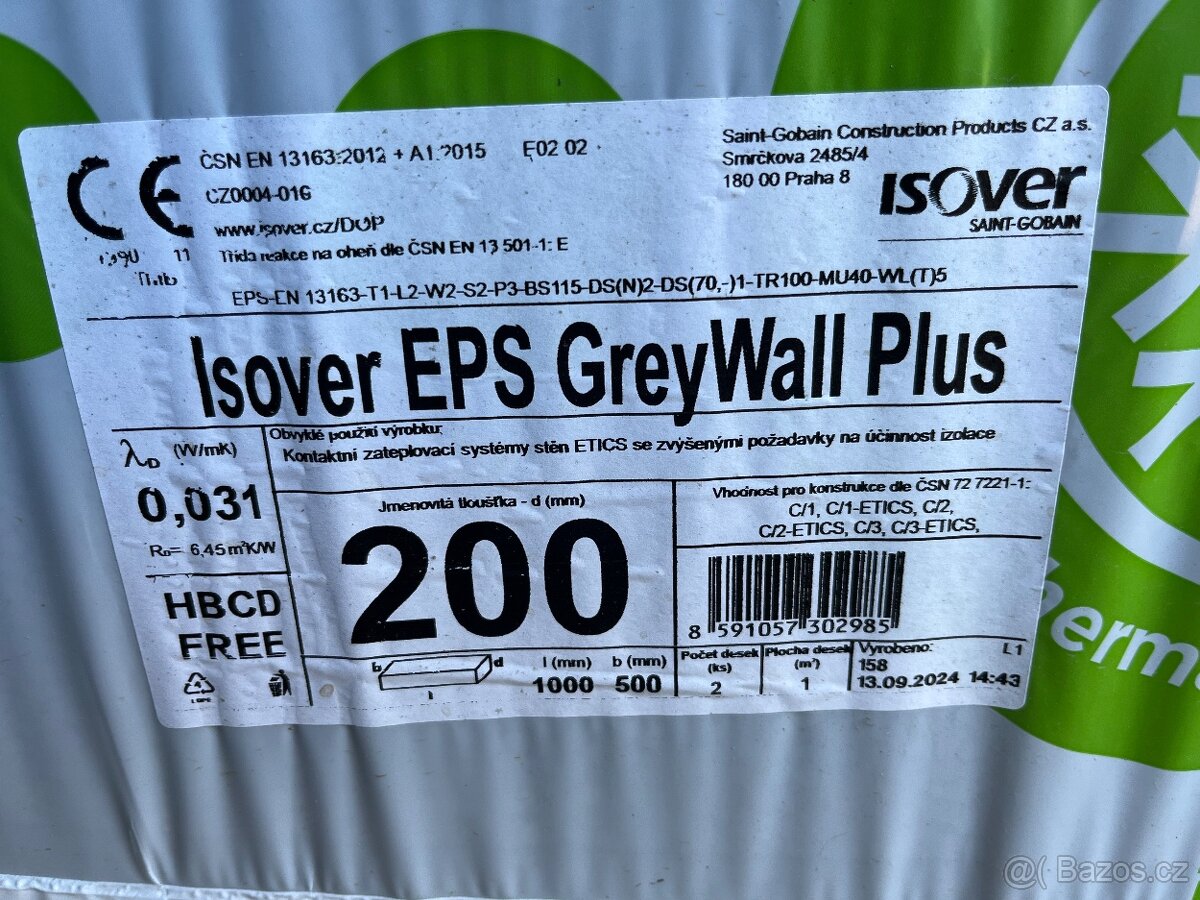 CE
ČSN EN 13163:2012 + A1:2015 E02 02
CZ0004-016
www.isover.cz/DOP
11
Třída reakce na oheň dle ČSN EN 13 501-1: E
EPS-EN 13163-T1-L2-W2-S2-P3-BS115-DS(N)2-DS(70,-)1-TR100-MU40-WL(T)5
Saint-Gobain Construction Products CZ a.s.
Smrčkova 2485/4
180 00 Praha 8
ISOVER
SAINT-GOBAIN
Isover EPS GreyWall Plus
λD (W/mK)
0,031
RD= 6,45 m²K/W
HBCD
FREE
Obvyklé použití výrobku:
Kontaktní zateplovací systémy stěn ETICS se zvýšenými požadavky na účinnost izolace
Jmenovitá tloušťka - d (mm)
200
Vhodnost pro konstrukce dle ČSN 72 7221-1:
C/1, C/1-ETICS, C/2,
C/2-ETICS, C/3, C/3-ETICS,
8 591057 302985
b d l
l (mm) b (mm)
1000 500
Počet desek (ks)
2
Plocha desek (m²)
1
Vyrobeno: L1
158
13.09.2024 14:43
4
LDPE
herm
@( Bazos.cz